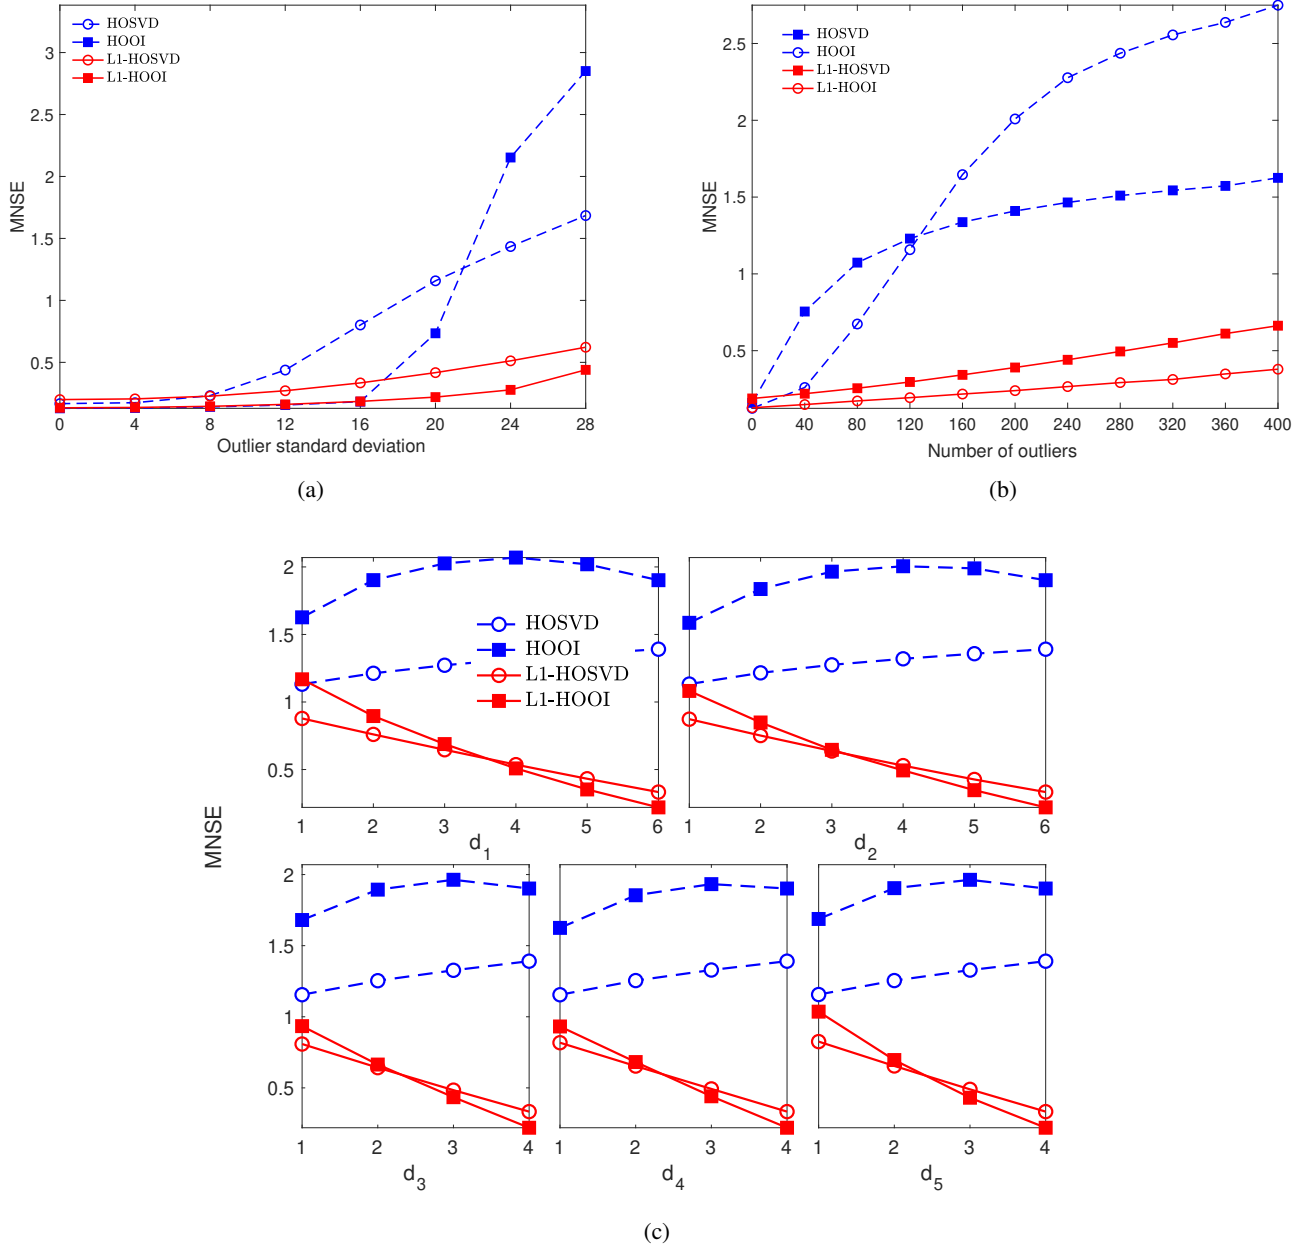 HOSVD
HOOI
L1-HOSVD
L1-HOOI
3
2.5
2
1.5
1
0.5
MNSE
0 4 8 12 16 20 24 28
Outlier standard deviation
(a)
HOSVD
HOOI
L1-HOSVD
L1-HOOI
2.5
2
1.5
1
0.5
MNSE
0 40 80 120 160 200 240 280 320 360 400
Number of outliers
(b)
2
1.5
1
0.5
HOSVD
HOOI
L1-HOSVD
L1-HOOI
1 2 3 4 5 6
d1
1 2 3 4 5 6
d2
MNSE
2
1.5
1
0.5
1 2 3 4
d3
1 2 3 4
d4
1 2 3 4
d5
(c)